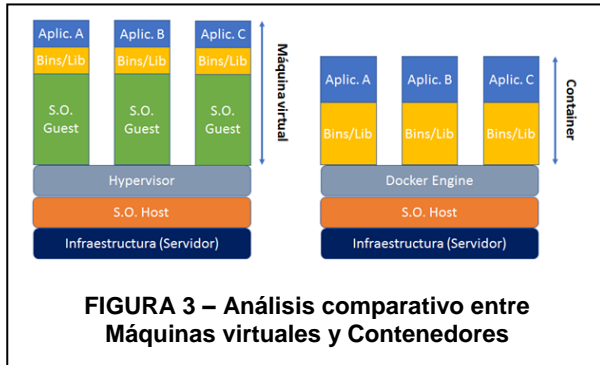 Aplic. A
Aplic. B
Aplic. C
Bins/Lib
Bins/Lib
Bins/Lib
S.O.
Guest
S.O.
Guest
S.O.
Guest
Máquina virtual
Hypervisor
S.O. Host
Infraestructura (Servidor)
Aplic. A
Aplic. B
Aplic. C
Bins/Lib
Bins/Lib
Bins/Lib
Container
Docker Engine
S.O. Host
Infraestructura (Servidor)
FIGURA 3 – Análisis comparativo entre
Máquinas virtuales y Contenedores